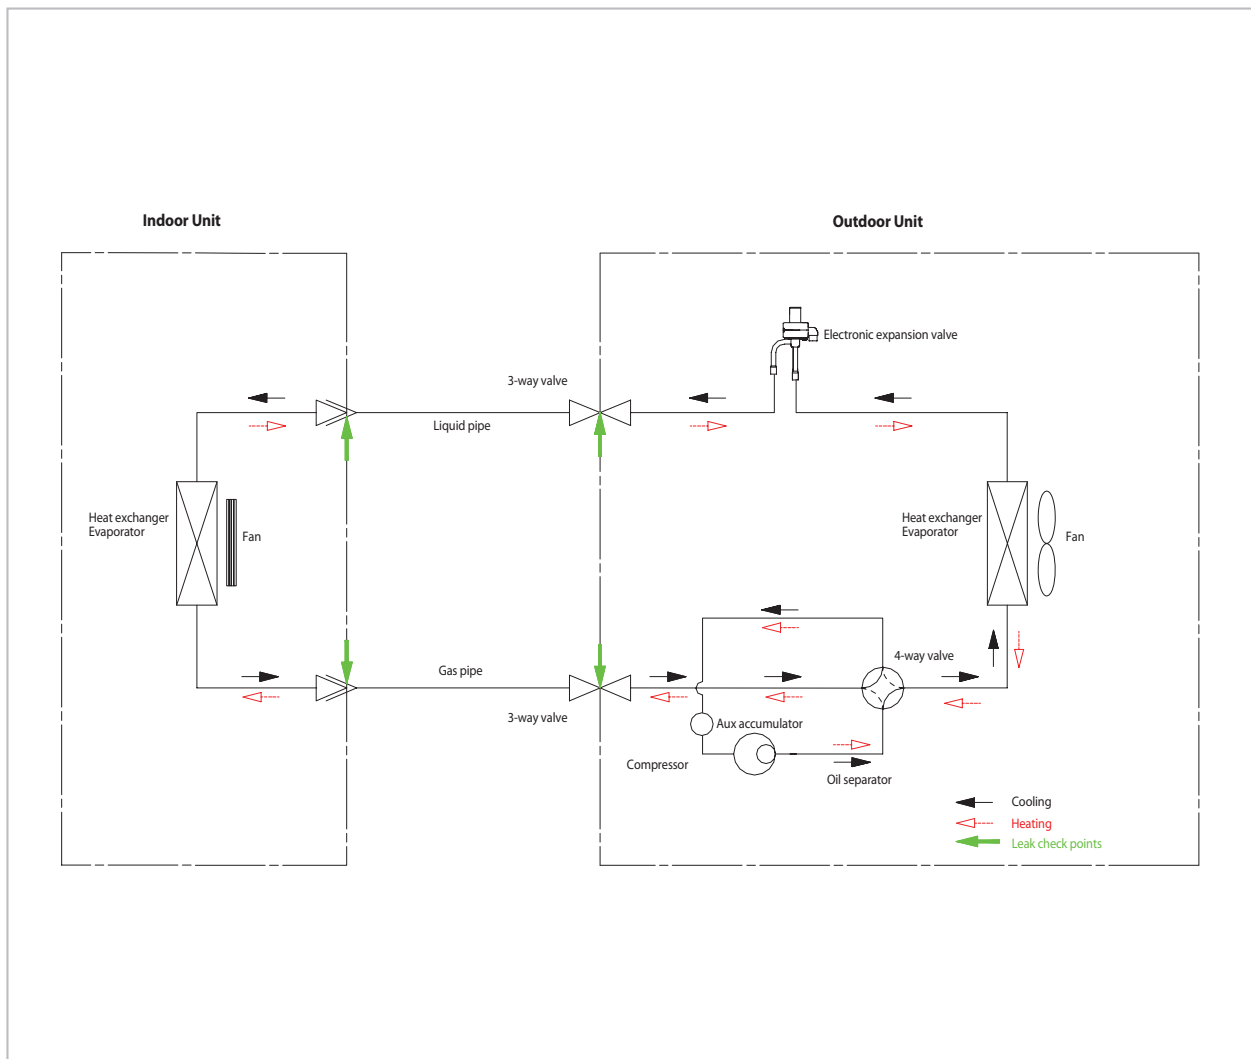 Indoor Unit
Outdoor Unit
Electronic expansion valve
3-way valve
Liquid pipe
Heat exchanger
Evaporator
Fan
Heat exchanger
Evaporator
Fan
Gas pipe
4-way valve
3-way valve
Aux accumulator
Compressor
Oil separator
Cooling
Heating
Leak check points